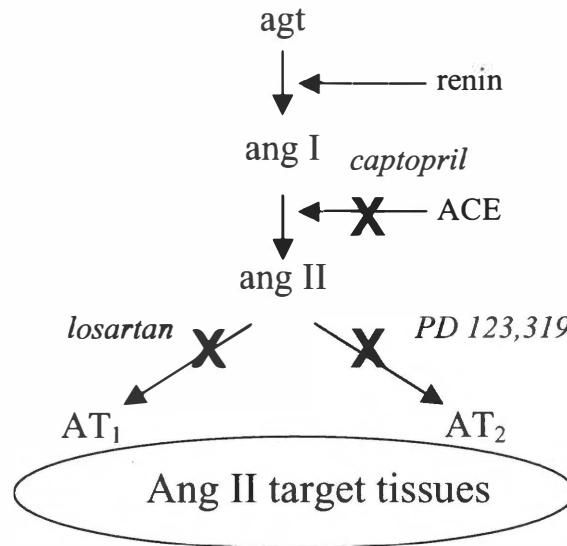 agt
renin
ang I
captopril
ACE
ang II
losartan
PD 123,319
AT₁
AT₂
Ang II target tissues